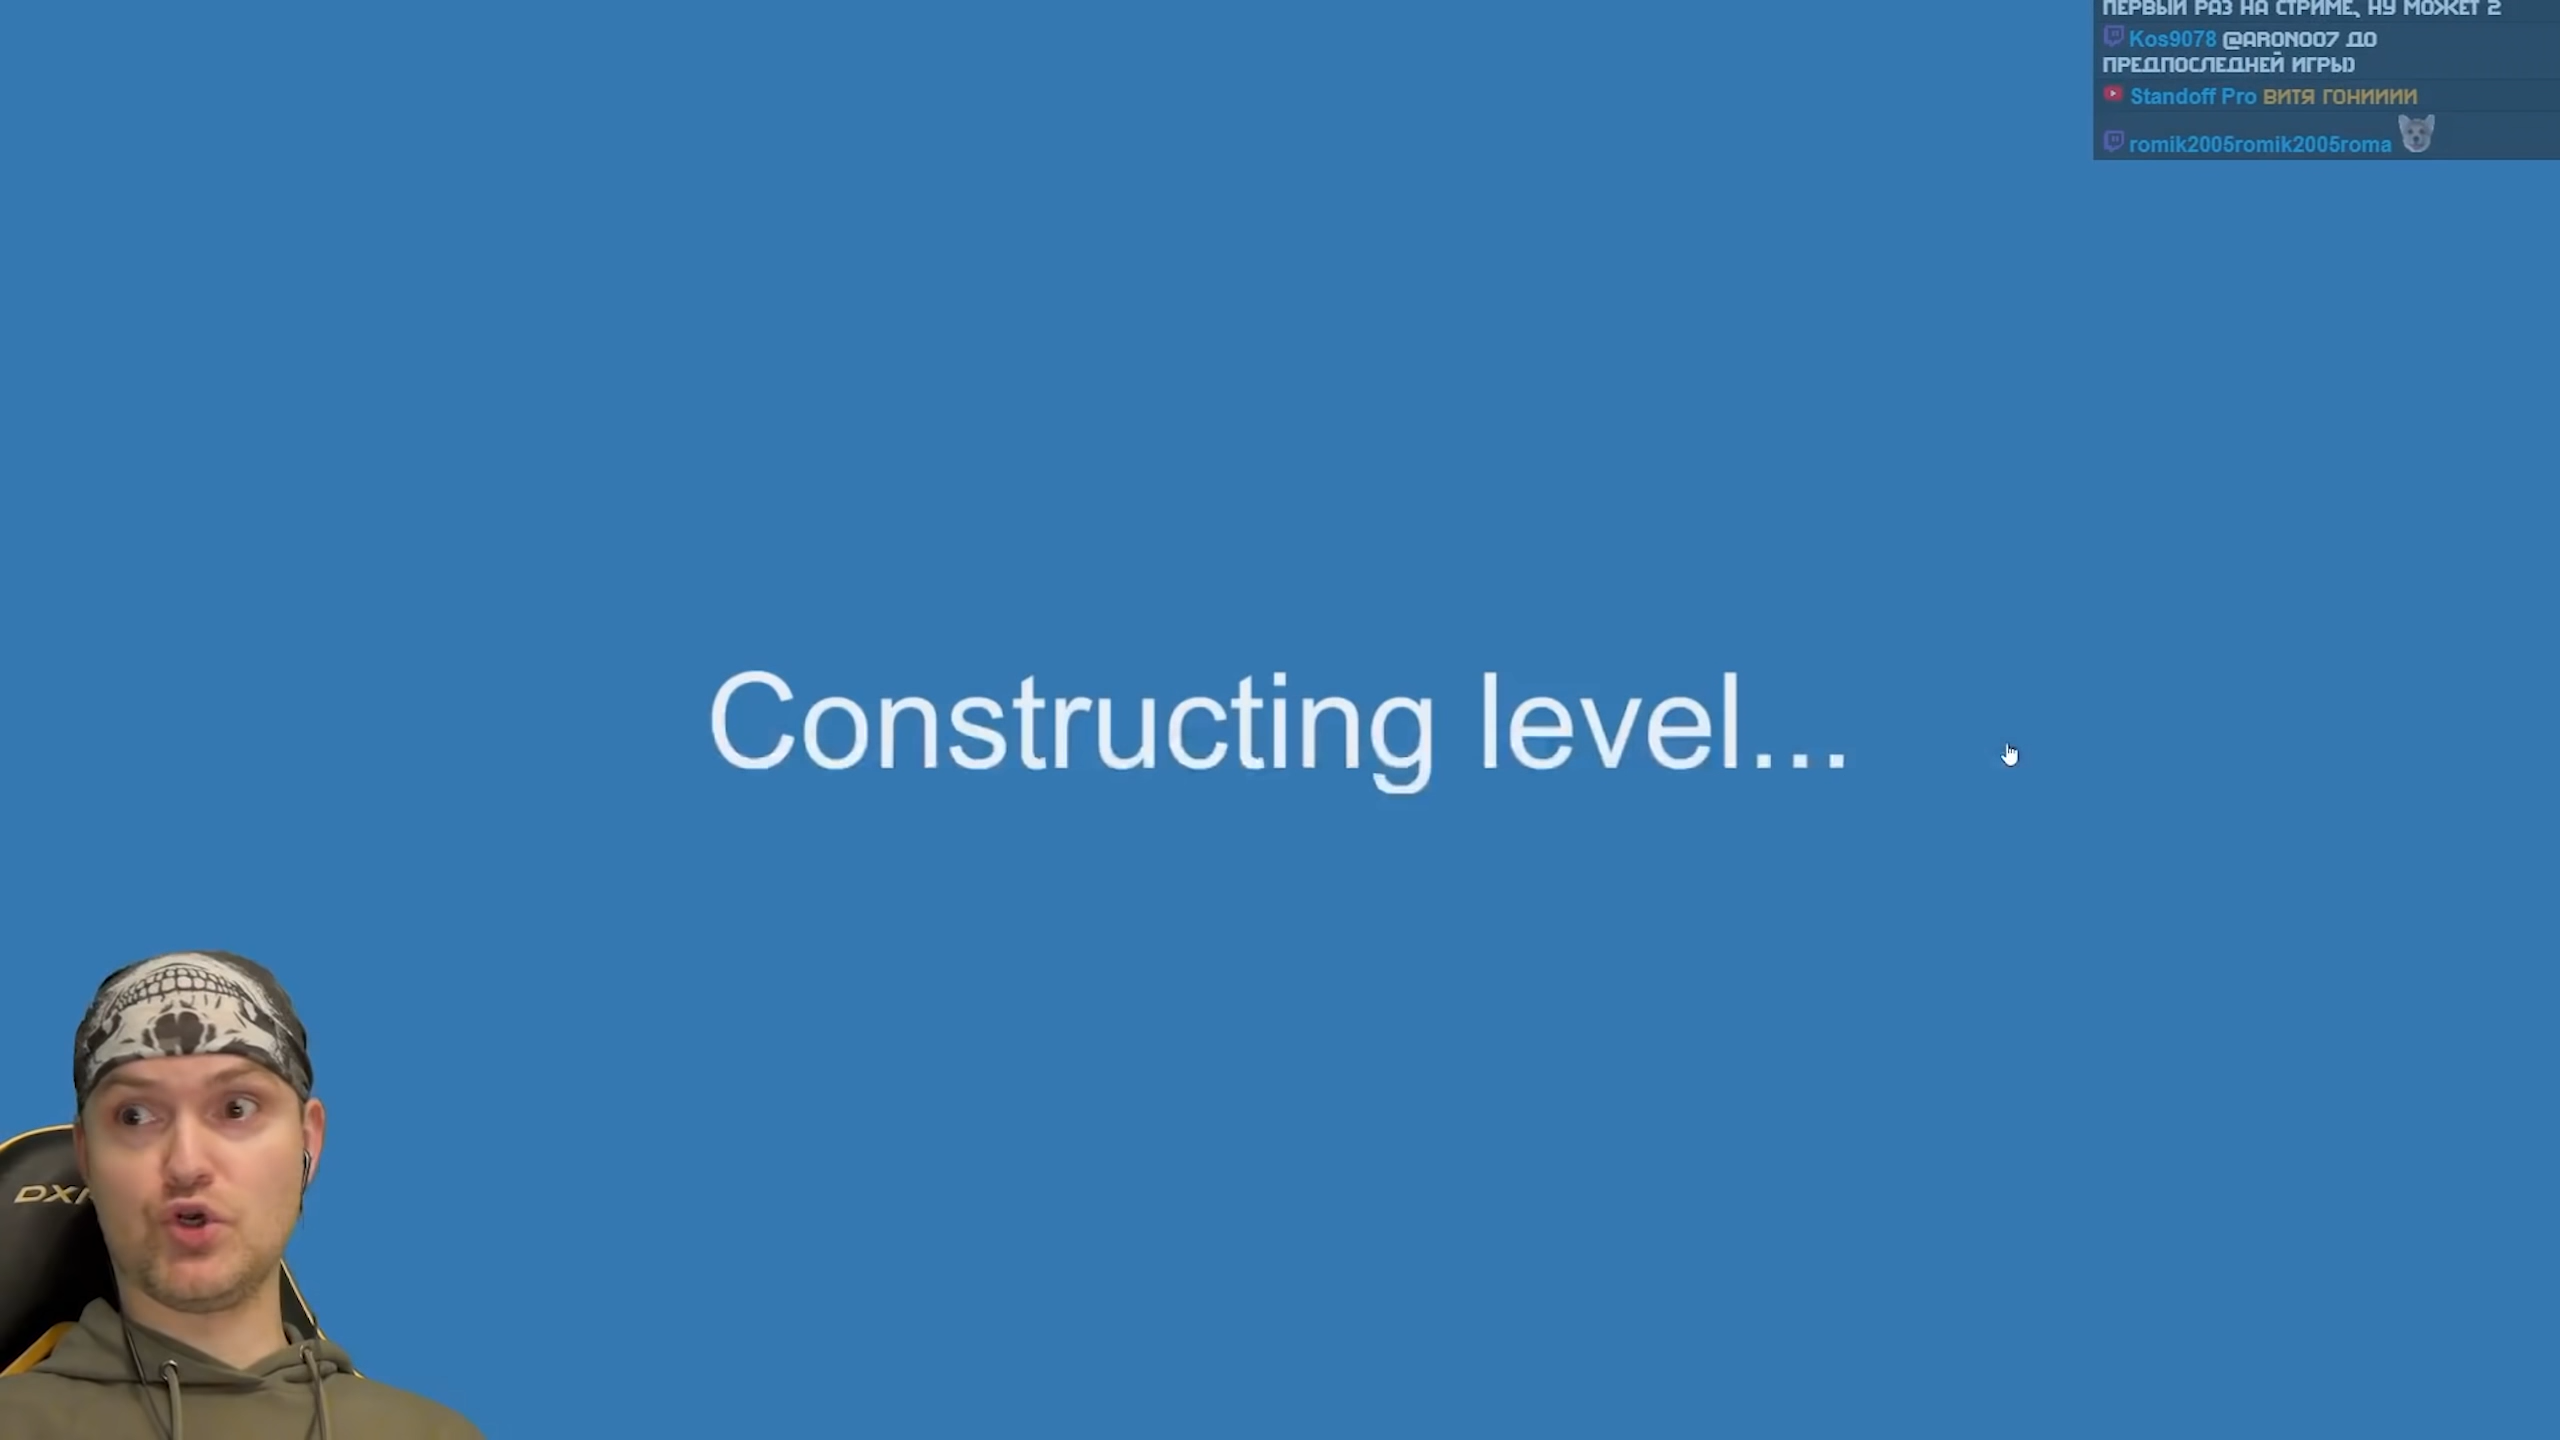 ПЕРВЫЙ РАЗ НА СТРИМЕ, НУ МОЖЕТ 2
Kos9078 @ARON007 ДО
ПРЕДПОСЛЕДНЕЙ ИГРЫ)
Standoff Pro ВИТЯ ГОНИИИИ
romik2005romik2005roma
Constructing level...